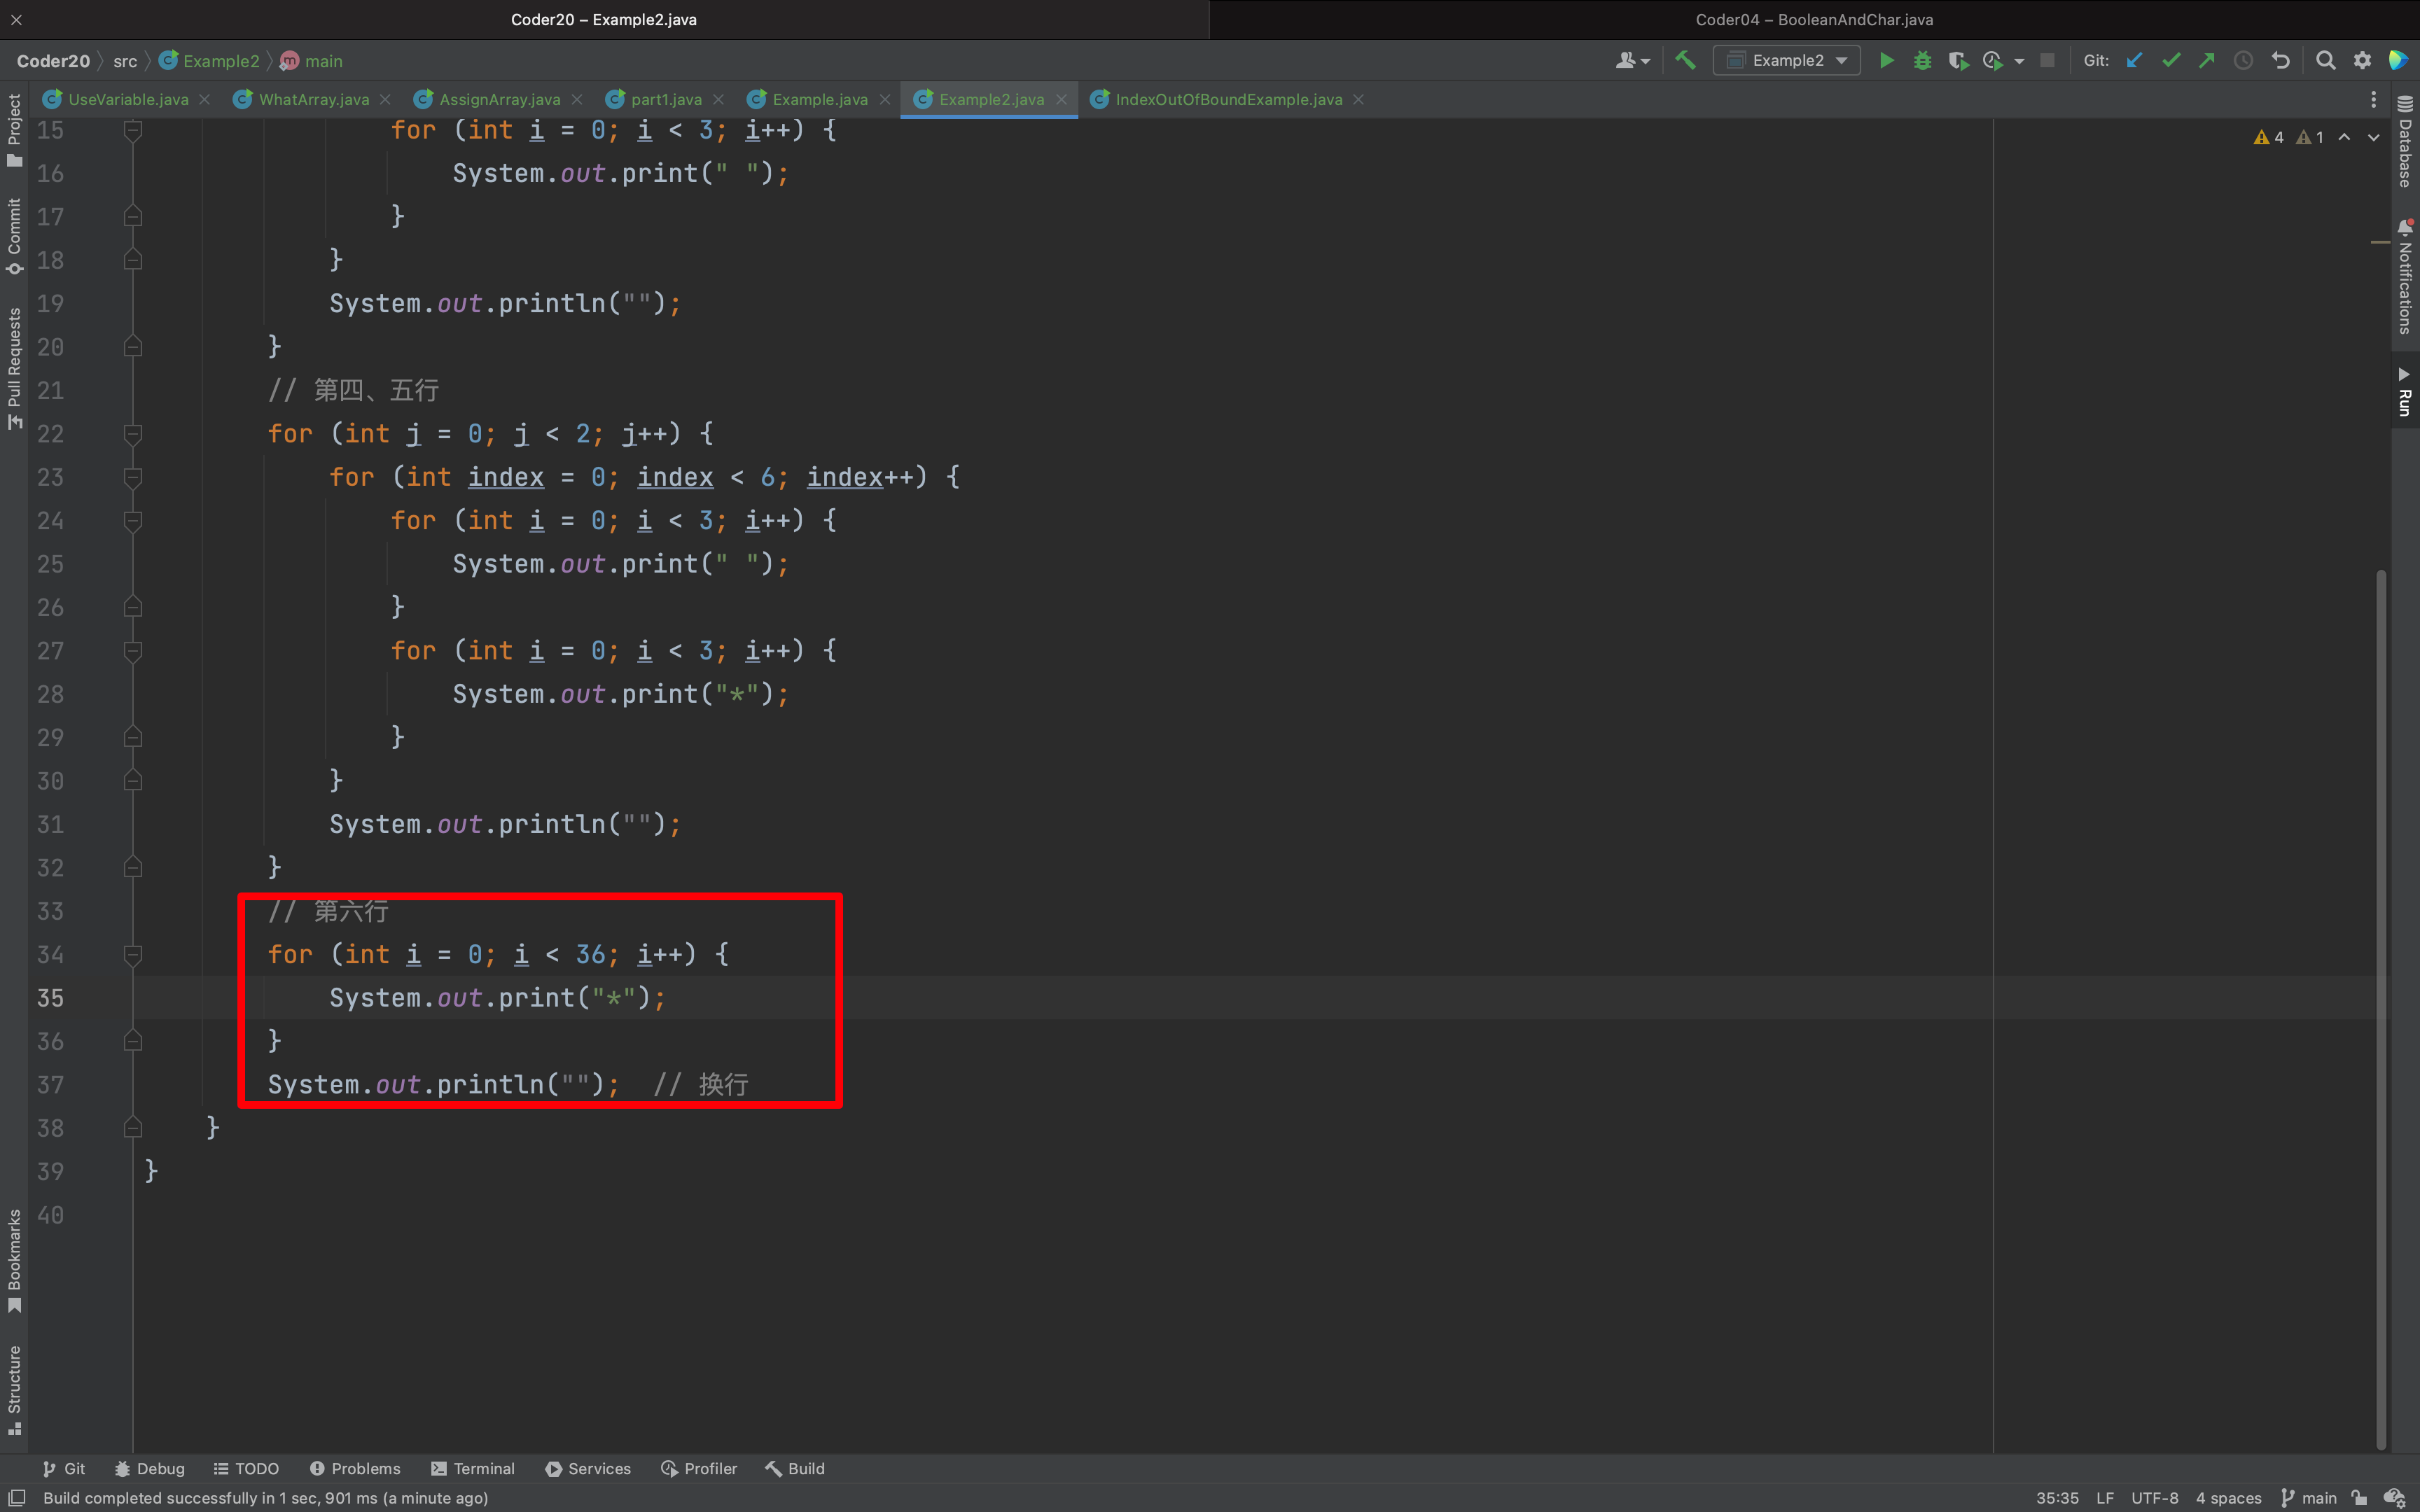 Coder20 – Example2.java
Coder04 – BooleanAndChar.java
Coder20 src Example2 main
Example2
Git:
UseVariable.java WhatArray.java AssignArray.java part1.java Example.java Example2.java IndexOutOfBoundExample.java
4 1
15 for (int i = 0; i < 3; i++) {
16 System.out.print(" ");
17 }
18 }
19 System.out.println("");
20 }
21 // 第四、五行
22 for (int j = 0; j < 2; j++) {
23 for (int index = 0; index < 6; index++) {
24 for (int i = 0; i < 3; i++) {
25 System.out.print(" ");
26 }
27 for (int i = 0; i < 3; i++) {
28 System.out.print("*");
29 }
30 }
31 System.out.println("");
32 }
33 // 第六行
34 for (int i = 0; i < 36; i++) {
35 System.out.print("*");
36 }
37 System.out.println(""); // 换行
38 }
39 }
40
Project
Commit
Pull Requests
Bookmarks
Structure
Database
Notifications
Run
Git Debug TODO Problems Terminal Services Profiler Build
Build completed successfully in 1 sec, 901 ms (a minute ago)
35:35 LF UTF-8 4 spaces main